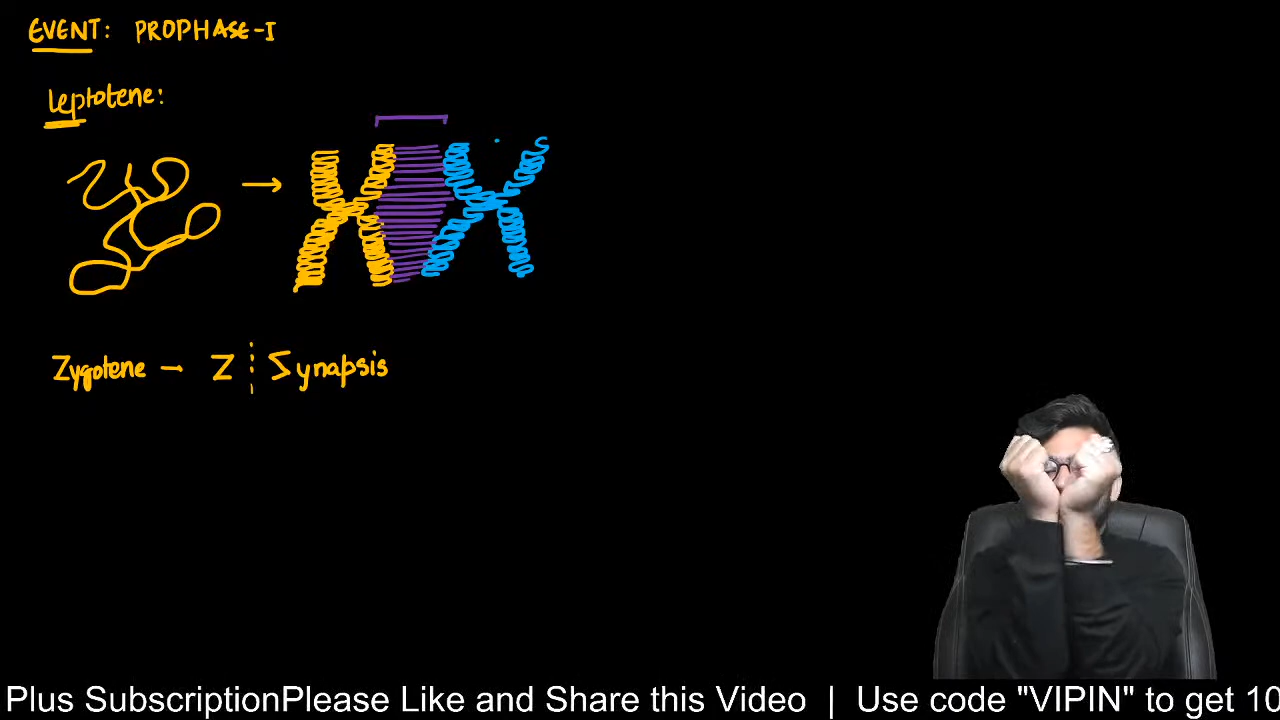 EVENT: PROPHASE-I
Leptotene:
Zygotene - Z Synapsis
Plus SubscriptionPlease Like and Share this Video | Use code "VIPIN" to get 10